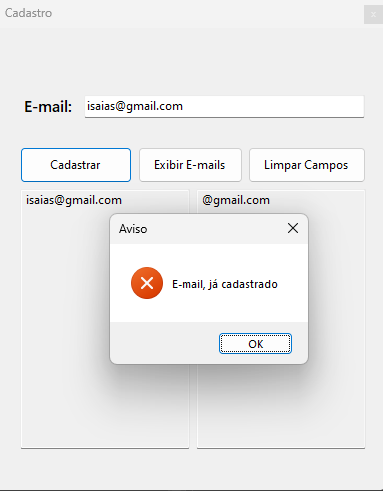 Cadastro
x
E-mail: isaias@gmail.com
Cadastrar Exibir E-mails Limpar Campos
isaias@gmail.com @gmail.com
Aviso
E-mail, já cadastrado
OK